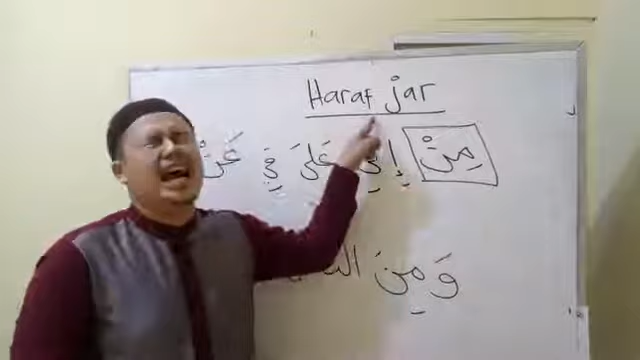 Haraf jar
مِنْ إِلَى عَلَى فِي عَنْ
وَمِنَ